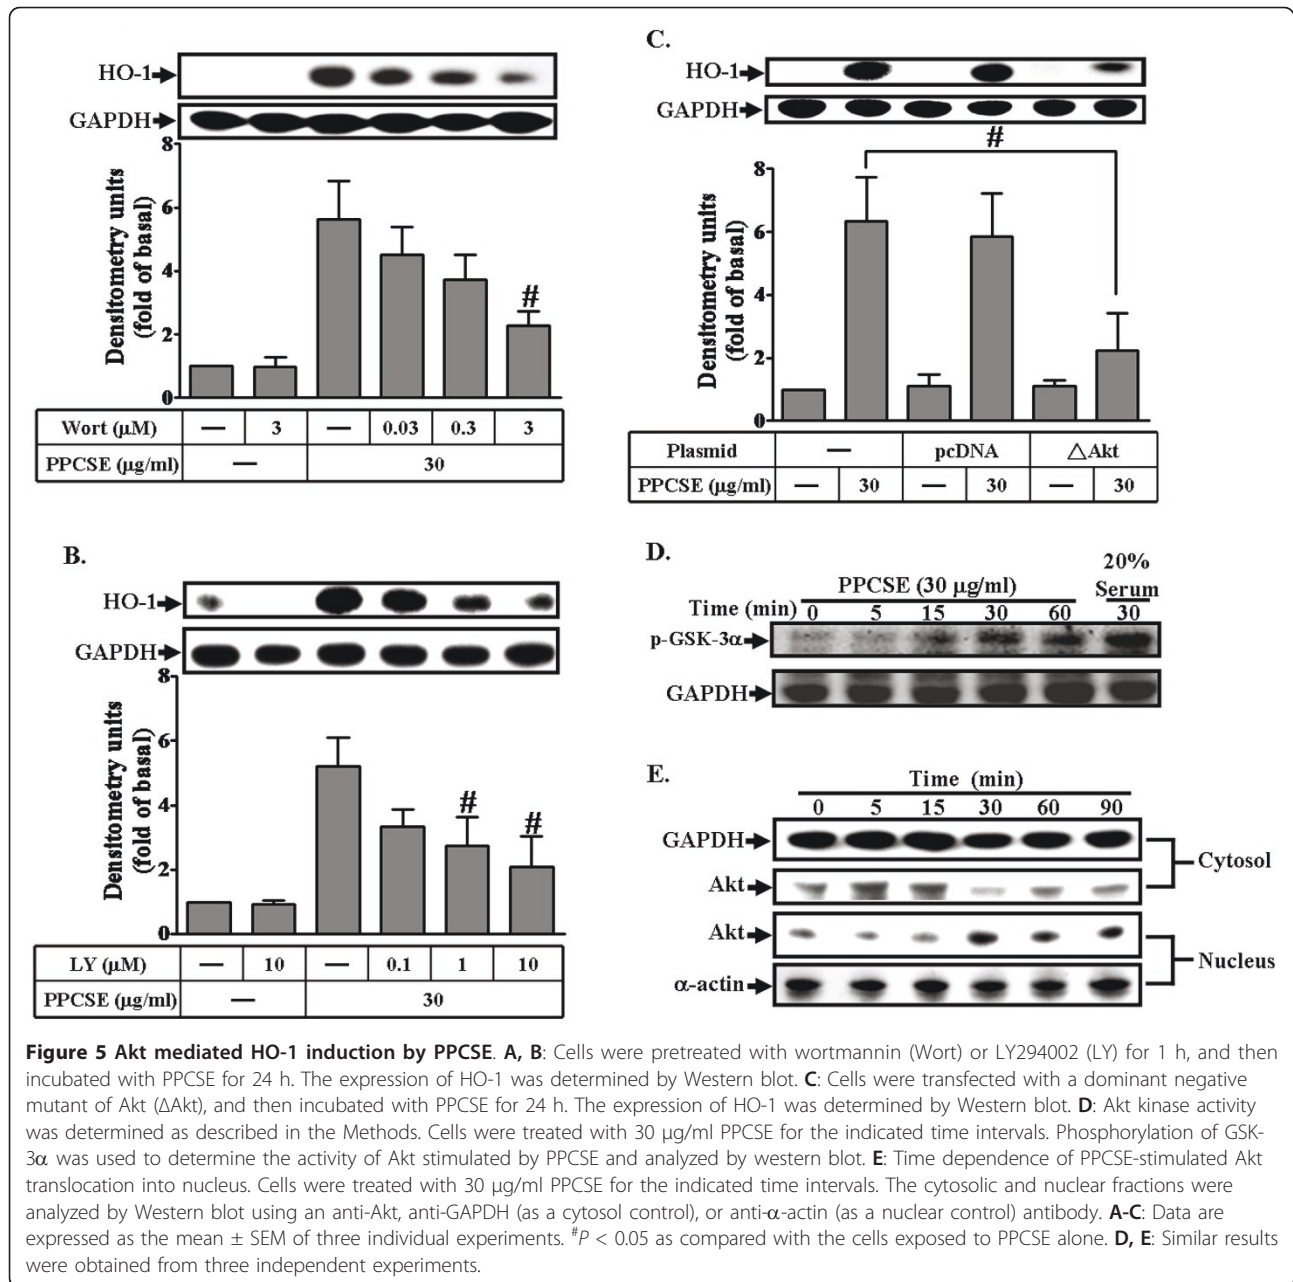 HO-1
GAPDH
8
6
4
2
0
Densitometry units
(fold of basal)
#
Wort (µM) — 3 — 0.03 0.3 3
PPCSE (µg/ml) — 30
B.
HO-1
GAPDH
8
6
4
2
0
Densitometry units
(fold of basal)
# #
LY (µM) — 10 — 0.1 1 10
PPCSE (µg/ml) — 30
C.
HO-1
GAPDH
#
8
6
4
2
0
Densitometry units
(fold of basal)
Plasmid — pcDNA △Akt
PPCSE (µg/ml) — 30 — 30 — 30
D.
20%
PPCSE (30 µg/ml) Serum
Time (min) 0 5 15 30 60 30
p-GSK-3α
GAPDH
E.
Time (min)
0 5 15 30 60 90
GAPDH
Cytosol
Akt
Akt
Nucleus
α-actin
Figure 5 Akt mediated HO-1 induction by PPCSE. A, B: Cells were pretreated with wortmannin (Wort) or LY294002 (LY) for 1 h, and then
incubated with PPCSE for 24 h. The expression of HO-1 was determined by Western blot. C: Cells were transfected with a dominant negative
mutant of Akt (ΔAkt), and then incubated with PPCSE for 24 h. The expression of HO-1 was determined by Western blot. D: Akt kinase activity
was determined as described in the Methods. Cells were treated with 30 µg/ml PPCSE for the indicated time intervals. Phosphorylation of GSK-
3α was used to determine the activity of Akt stimulated by PPCSE and analyzed by western blot. E: Time dependence of PPCSE-stimulated Akt
translocation into nucleus. Cells were treated with 30 µg/ml PPCSE for the indicated time intervals. The cytosolic and nuclear fractions were
analyzed by Western blot using an anti-Akt, anti-GAPDH (as a cytosol control), or anti-α-actin (as a nuclear control) antibody. A-C: Data are
expressed as the mean ± SEM of three individual experiments. #P < 0.05 as compared with the cells exposed to PPCSE alone. D, E: Similar results
were obtained from three independent experiments.